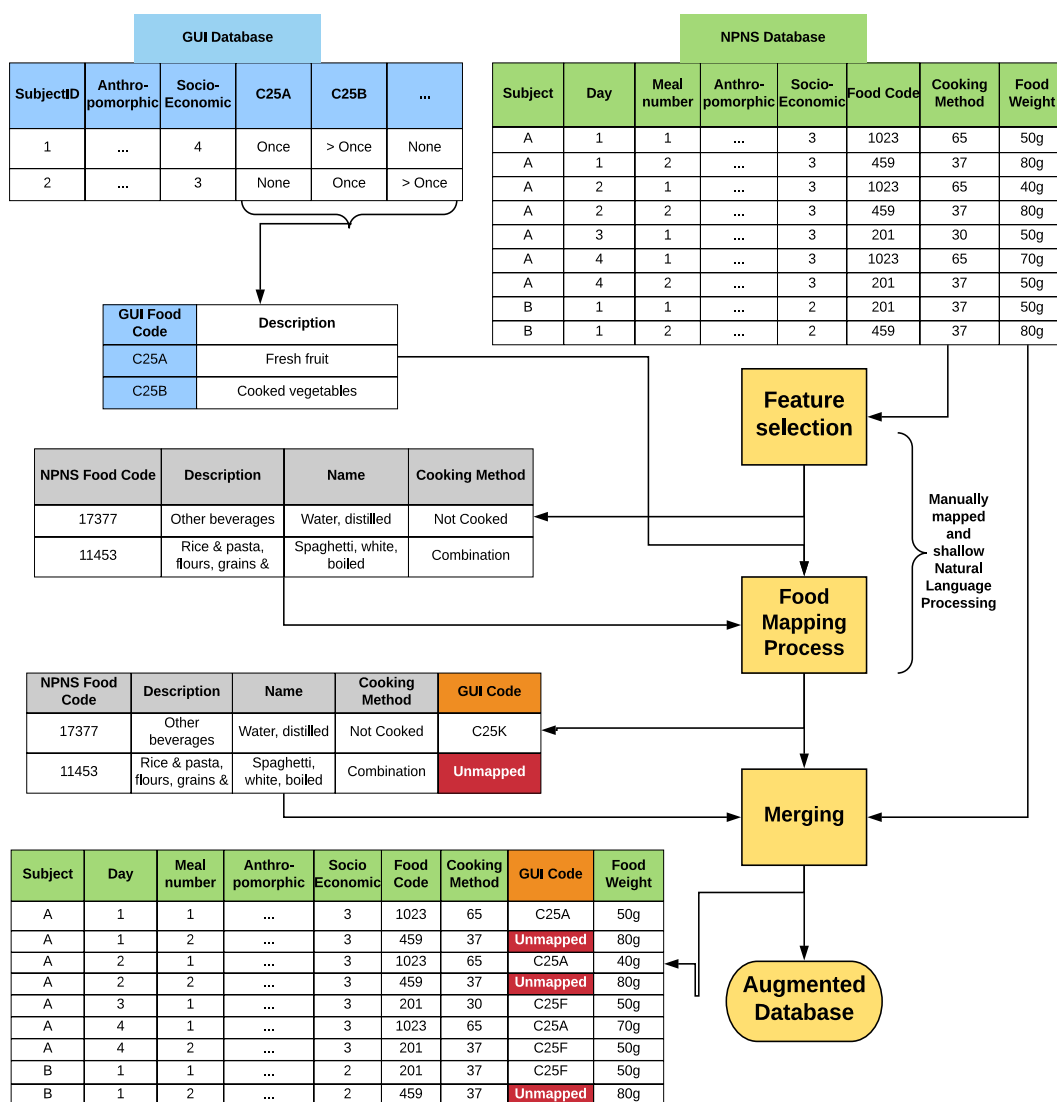 GUI Database
SubjectID Anthro-pomorphic Socio-Economic C25A C25B ...
1 ... 4 Once > Once None
2 ... 3 None Once > Once
NPNS Database
Subject Day Meal number Anthro-pomorphic Socio-Economic Food Code Cooking Method Food Weight
A 1 1 ... 3 1023 65 50g
A 1 2 ... 3 459 37 80g
A 2 1 ... 3 1023 65 40g
A 2 2 ... 3 459 37 80g
A 3 1 ... 3 201 30 50g
A 4 1 ... 3 1023 65 70g
A 4 2 ... 3 201 37 50g
B 1 1 ... 2 201 37 50g
B 1 2 ... 2 459 37 80g
GUI Food Code Description
C25A Fresh fruit
C25B Cooked vegetables
Feature
selection
NPNS Food Code Description Name Cooking Method
17377 Other beverages Water, distilled Not Cooked
11453 Rice & pasta, flours, grains & Spaghetti, white, boiled Combination
Manually
mapped
and
shallow
Natural
Language
Processing
Food
Mapping
Process
NPNS Food Code Description Name Cooking Method GUI Code
17377 Other beverages Water, distilled Not Cooked C25K
11453 Rice & pasta, flours, grains & Spaghetti, white, boiled Combination Unmapped
Merging
Subject Day Meal number Anthro-pomorphic Socio Economic Food Code Cooking Method GUI Code Food Weight
A 1 1 ... 3 1023 65 C25A 50g
A 1 2 ... 3 459 37 Unmapped 80g
A 2 1 ... 3 1023 65 C25A 40g
A 2 2 ... 3 459 37 Unmapped 80g
A 3 1 ... 3 201 30 C25F 50g
A 4 1 ... 3 1023 65 C25A 70g
A 4 2 ... 3 201 37 C25F 50g
B 1 1 ... 2 201 37 C25F 50g
B 1 2 ... 2 459 37 Unmapped 80g
Augmented
Database